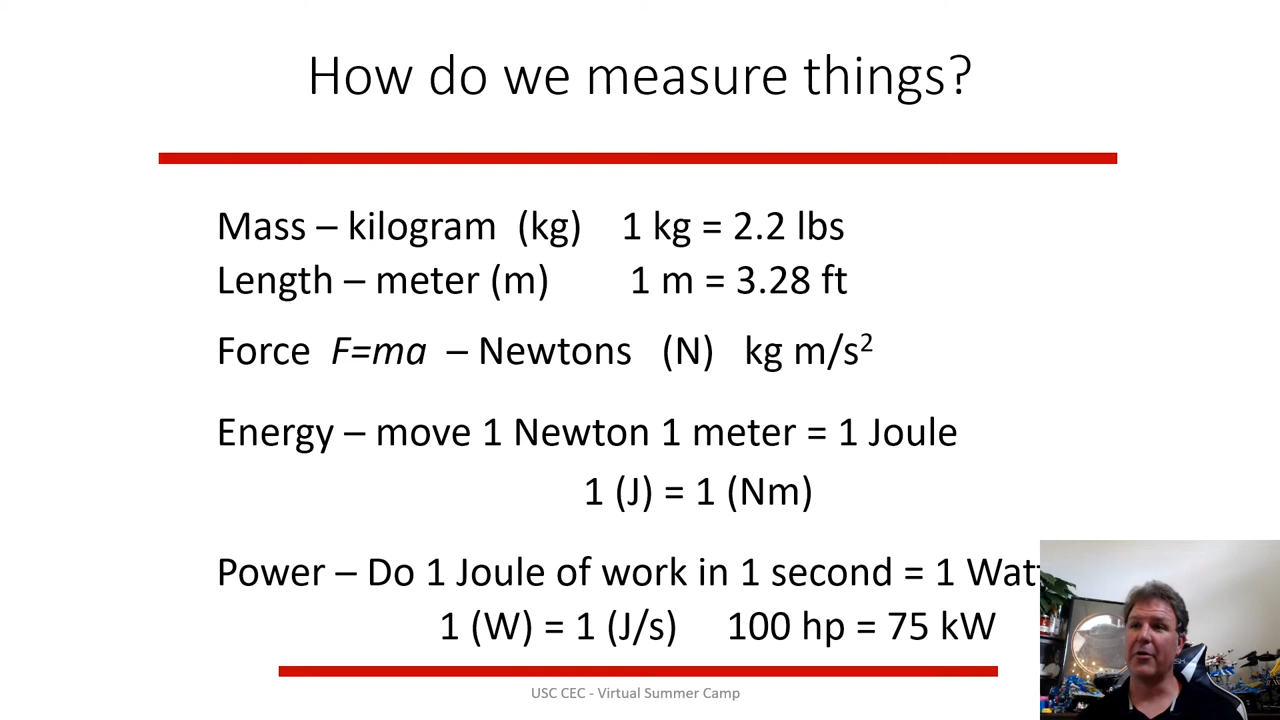 How do we measure things?
Mass – kilogram (kg) 1 kg = 2.2 lbs
Length – meter (m) 1 m = 3.28 ft
Force F=ma – Newtons (N) kg m/s²
Energy – move 1 Newton 1 meter = 1 Joule
1 (J) = 1 (Nm)
Power – Do 1 Joule of work in 1 second = 1 Watt
1 (W) = 1 (J/s) 100 hp = 75 kW
USC CEC - Virtual Summer Camp